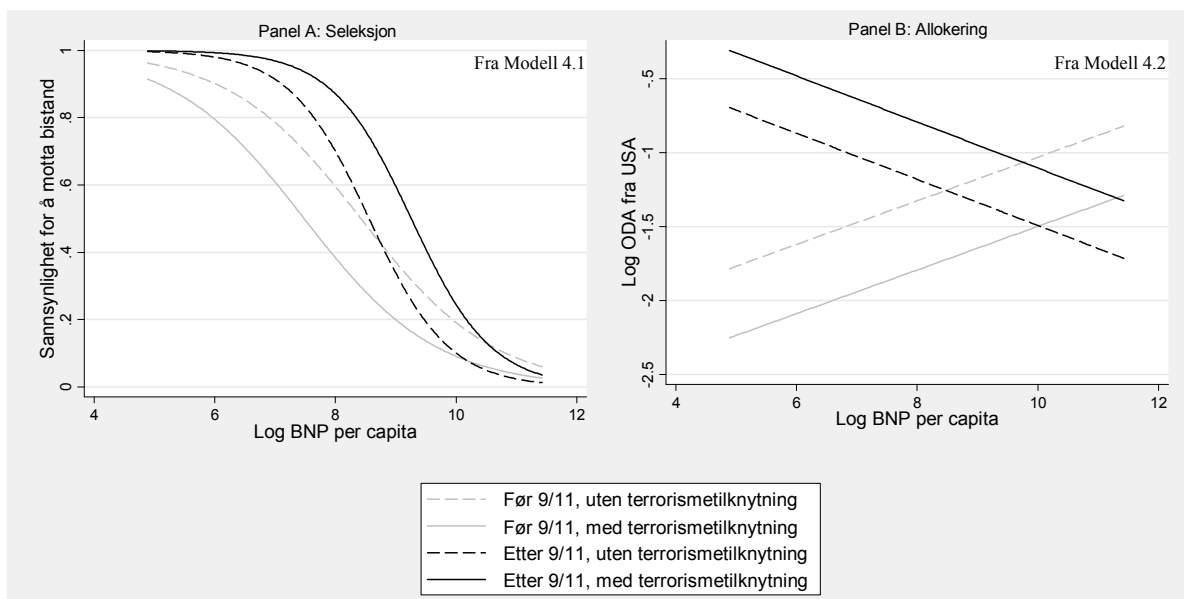 Panel A: Seleksjon
Fra Modell 4.1
Sannsynlighet for å motta bistand
1
.8
.6
.4
.2
0
4
6
8
10
12
Log BNP per capita
Panel B: Allokering
Fra Modell 4.2
Log ODA fra USA
-.5
-1
-1.5
-2
-2.5
4
6
8
10
12
Log BNP per capita
Før 9/11, uten terrorismetilknytning
Før 9/11, med terrorismetilknytning
Etter 9/11, uten terrorismetilknytning
Etter 9/11, med terrorismetilknytning